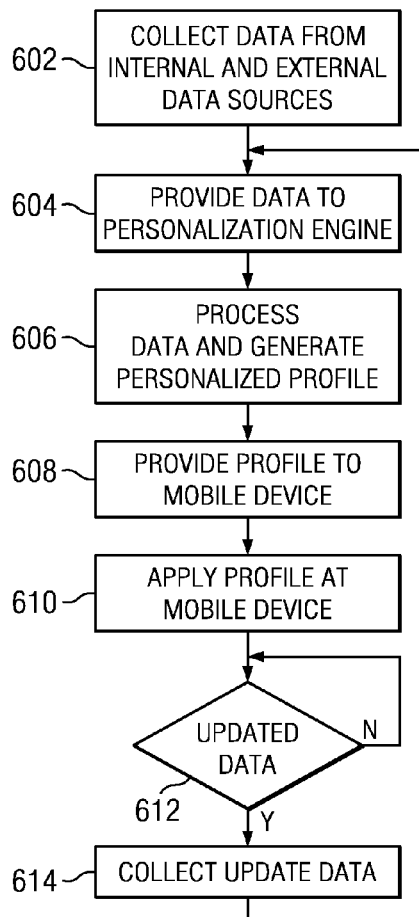 602
COLLECT DATA FROM
INTERNAL AND EXTERNAL
DATA SOURCES
604
PROVIDE DATA TO
PERSONALIZATION ENGINE
606
PROCESS
DATA AND GENERATE
PERSONALIZED PROFILE
608
PROVIDE PROFILE TO
MOBILE DEVICE
610
APPLY PROFILE AT
MOBILE DEVICE
UPDATED
DATA
N
612
Y
614
COLLECT UPDATE DATA